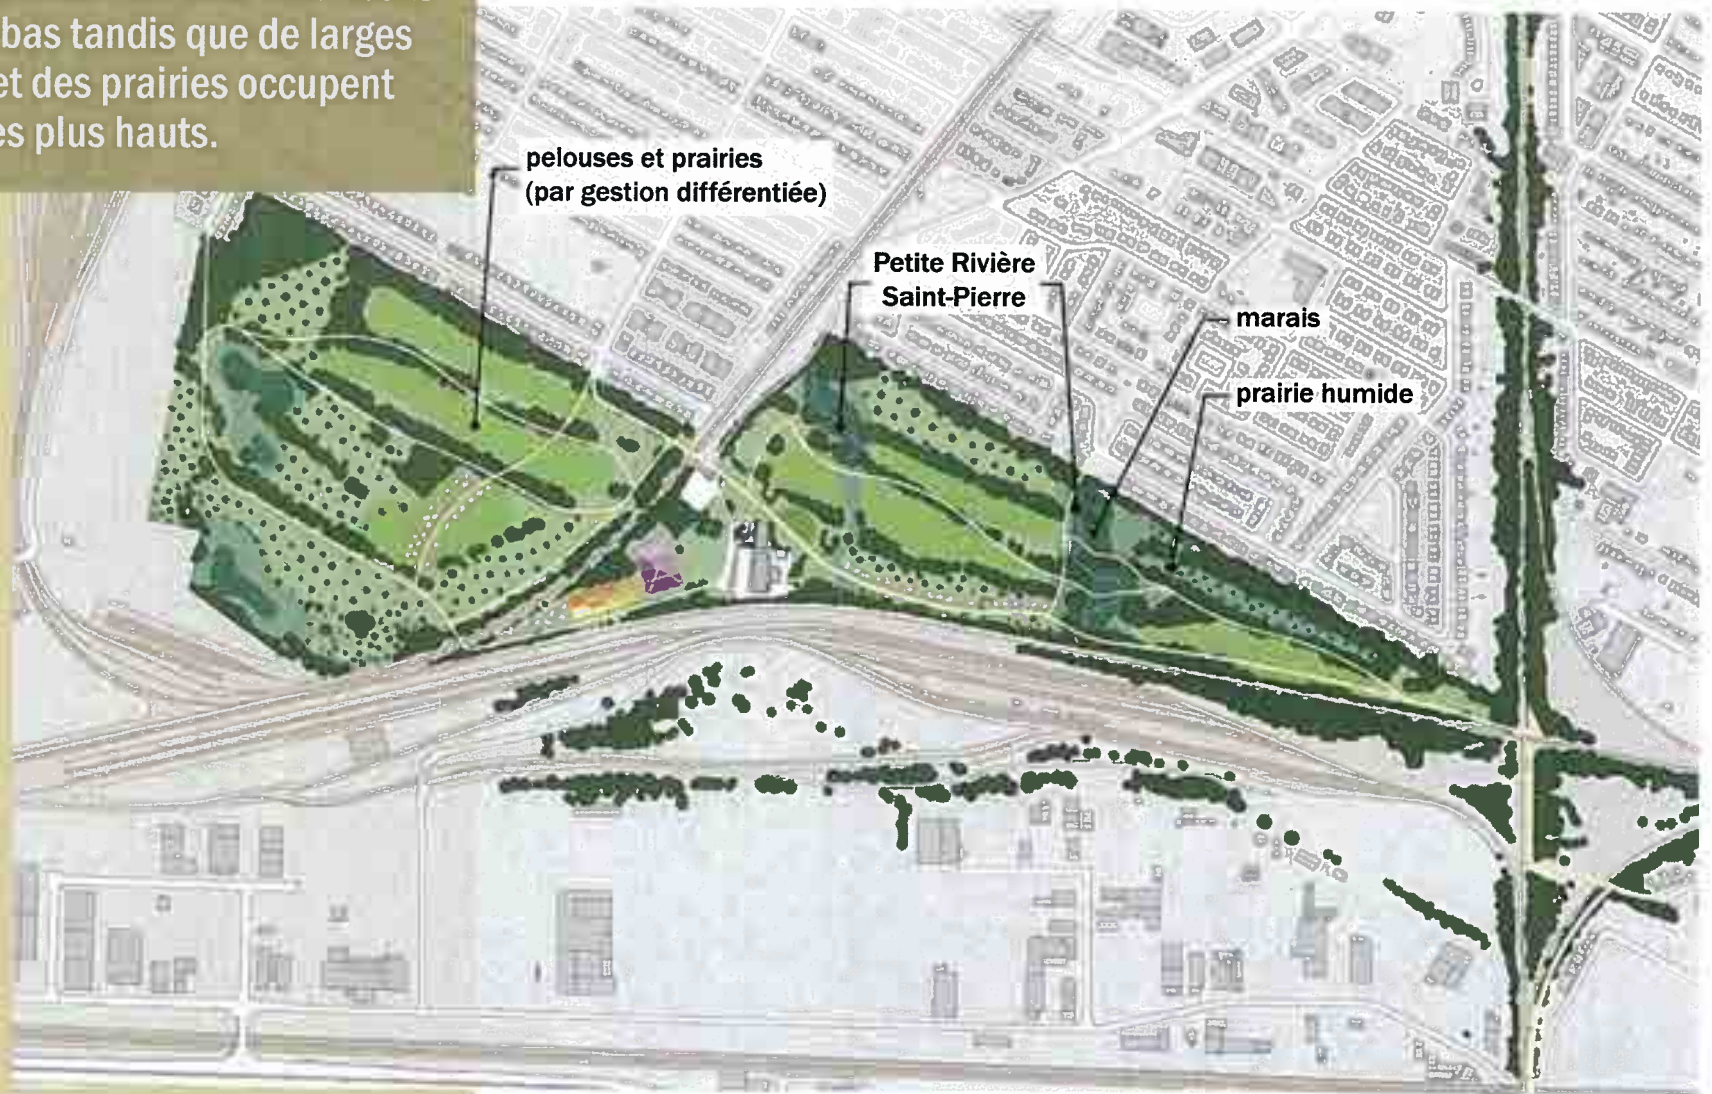 bas tandis que de larges
et des prairies occupent
es plus hauts.
pelouses et prairies
(par gestion différentiée)
Petite Rivière
Saint-Pierre
marais
prairie humide